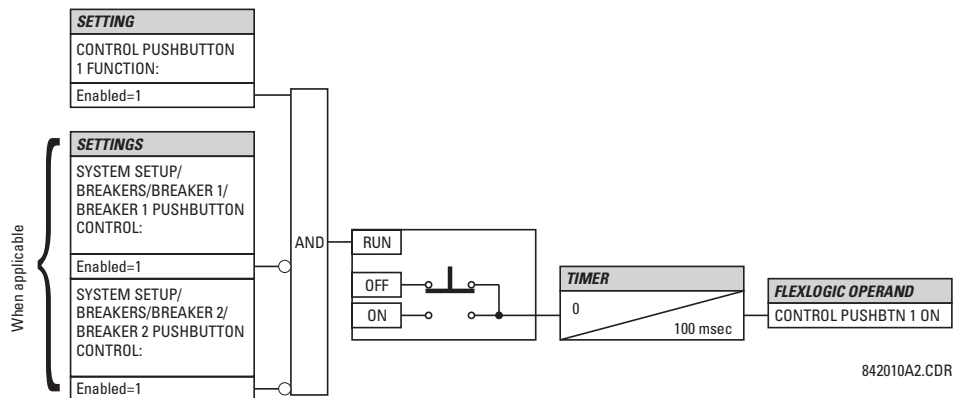 SETTING
CONTROL PUSHBUTTON
1 FUNCTION:
Enabled=1
When applicable
SETTINGS
SYSTEM SETUP/
BREAKERS/BREAKER 1/
BREAKER 1 PUSHBUTTON
CONTROL:
Enabled=1
SYSTEM SETUP/
BREAKERS/BREAKER 2/
BREAKER 2 PUSHBUTTON
CONTROL:
Enabled=1
AND
RUN
OFF
ON
TIMER
0
100 msec
FLEXLOGIC OPERAND
CONTROL PUSHBTN 1 ON
842010A2.CDR